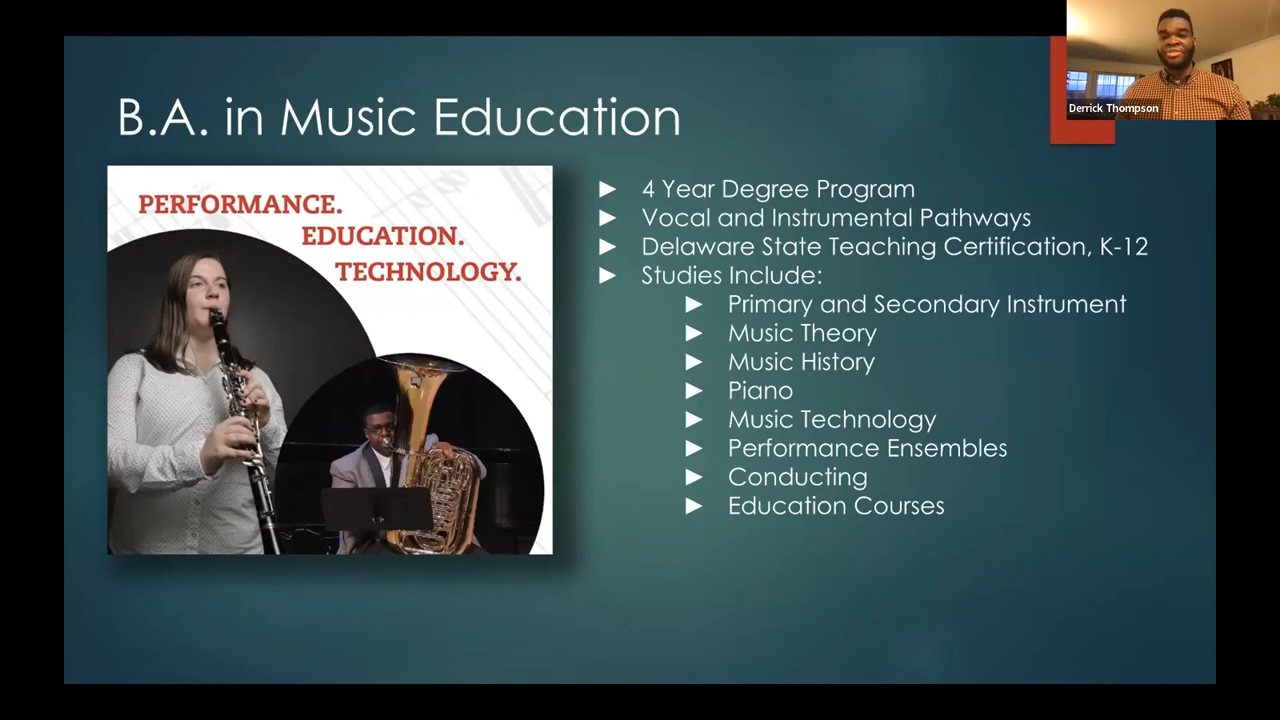 Derrick Thompson
B.A. in Music Education
PERFORMANCE.
EDUCATION.
TECHNOLOGY.
4 Year Degree Program
Vocal and Instrumental Pathways
Delaware State Teaching Certification, K-12
Studies Include:
Primary and Secondary Instrument
Music Theory
Music History
Piano
Music Technology
Performance Ensembles
Conducting
Education Courses